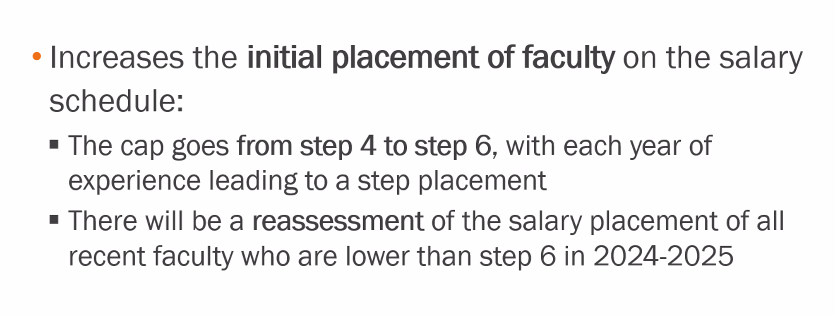 • Increases the initial placement of faculty on the salary
schedule:
▪ The cap goes from step 4 to step 6, with each year of
experience leading to a step placement
▪ There will be a reassessment of the salary placement of all
recent faculty who are lower than step 6 in 2024-2025